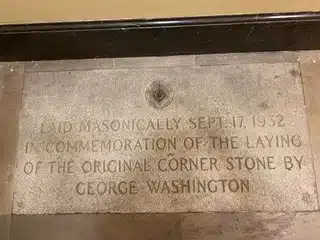 LAID MASONICALLY SEPT. 17, 1932
IN COMMEMORATION OF THE LAYING
OF THE ORIGINAL CORNER STONE BY
GEORGE WASHINGTON